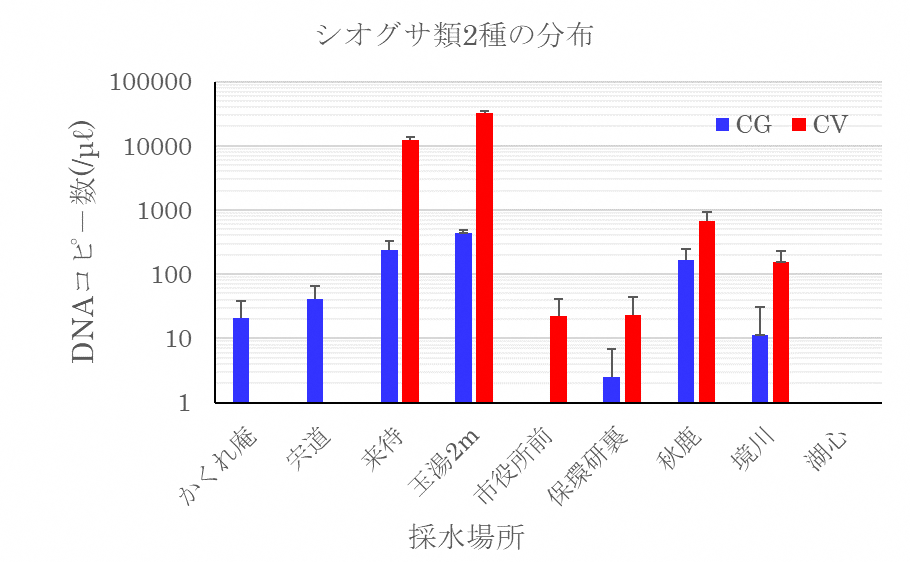 シオグサ類2種の分布
DNAコピー数(/μℓ)
100000
10000
1000
100
10
1
CG
CV
かくれ庵
宍道
来待
玉湯2m
市役所前
保環研裏
秋鹿
境川
湖心
採水場所